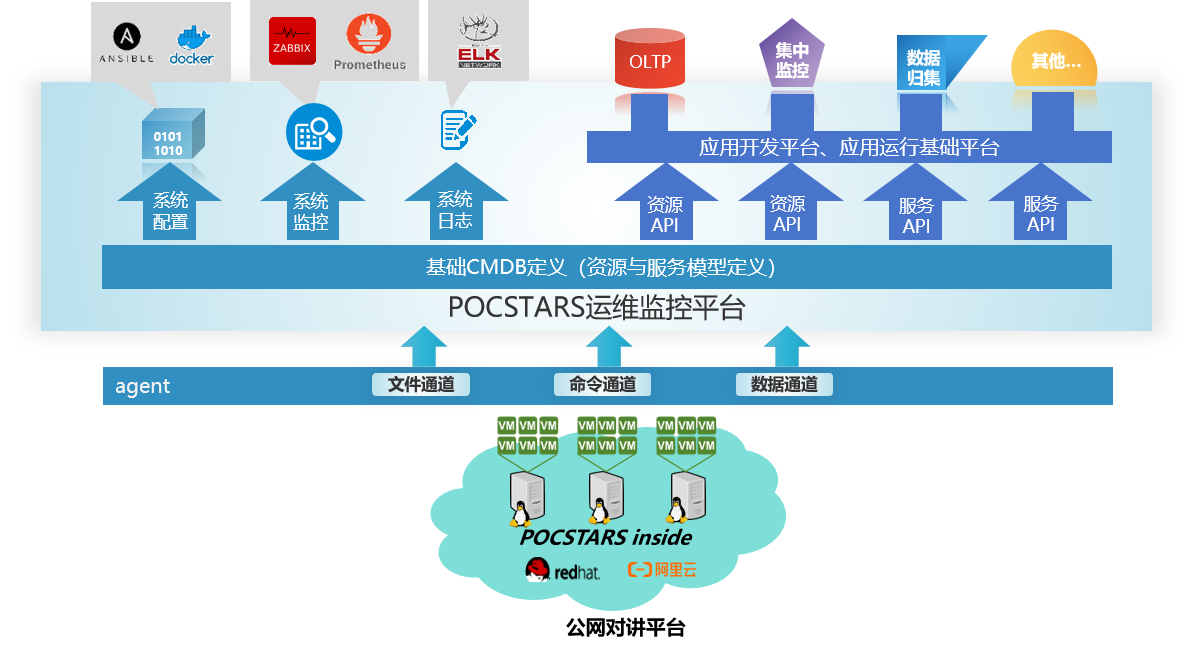 ANSIBLE
docker
ZABBIX
Prometheus
ELK
NETWORK
OLTP
集中
监控
数据
归集
其他...
0101
1010
应用开发平台、应用运行基础平台
系统
配置
系统
监控
系统
日志
资源
API
资源
API
服务
API
服务
API
基础CMDB定义（资源与服务模型定义）
POCSTARS运维监控平台
agent
文件通道
命令通道
数据通道
VM VM VM
VM VM VM
VM VM VM
VM VM VM
VM VM VM
VM VM VM
POCSTARS inside
redhat.
阿里云
公网对讲平台